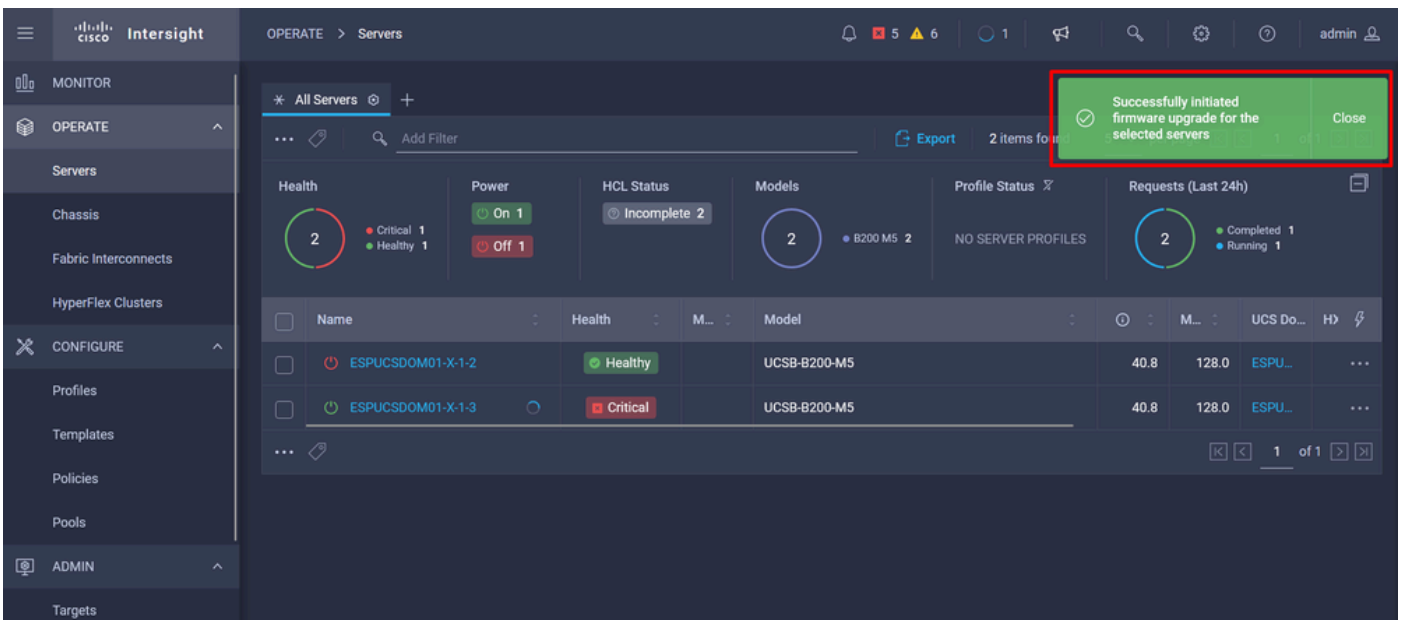 CISCO Intersight
OPERATE > Servers
5 6 1
admin
MONITOR
OPERATE
Servers
Chassis
Fabric Interconnects
HyperFlex Clusters
CONFIGURE
Profiles
Templates
Policies
Pools
ADMIN
Targets
All Servers
Add Filter
Export
2 items found
Successfully initiated
firmware upgrade for the
selected servers
Close
Health
2
Critical 1
Healthy 1
Power
On 1
Off 1
HCL Status
Incomplete 2
Models
2
B200 M5 2
Profile Status
NO SERVER PROFILES
Requests (Last 24h)
2
Completed 1
Running 1
Name Health M... Model M... UCS Do... HX
ESPUCSDOM01-X-1-2 Healthy UCSB-B200-M5 40.8 128.0 ESPU... ...
ESPUCSDOM01-X-1-3 Critical UCSB-B200-M5 40.8 128.0 ESPU... ...
... 1 of 1